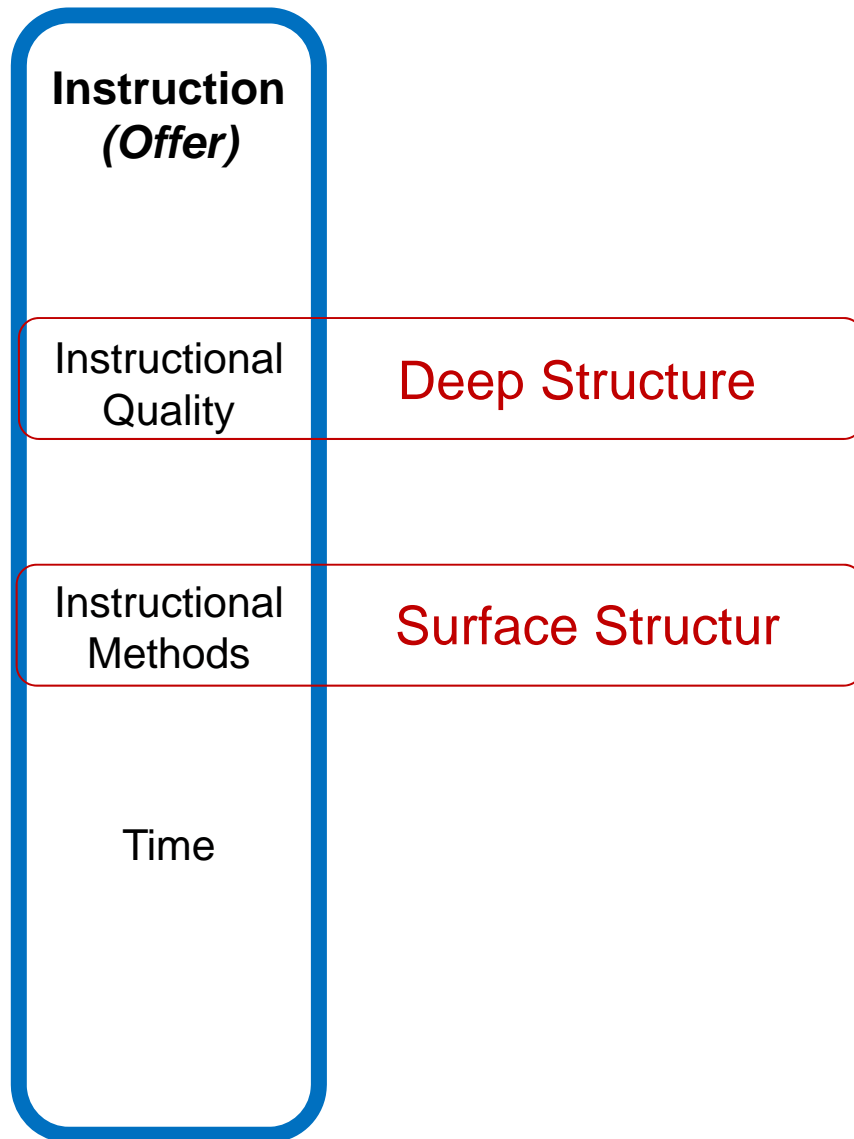 Instruction
(Offer)
Instructional
Quality
Deep Structure
Instructional
Methods
Surface Structur
Time